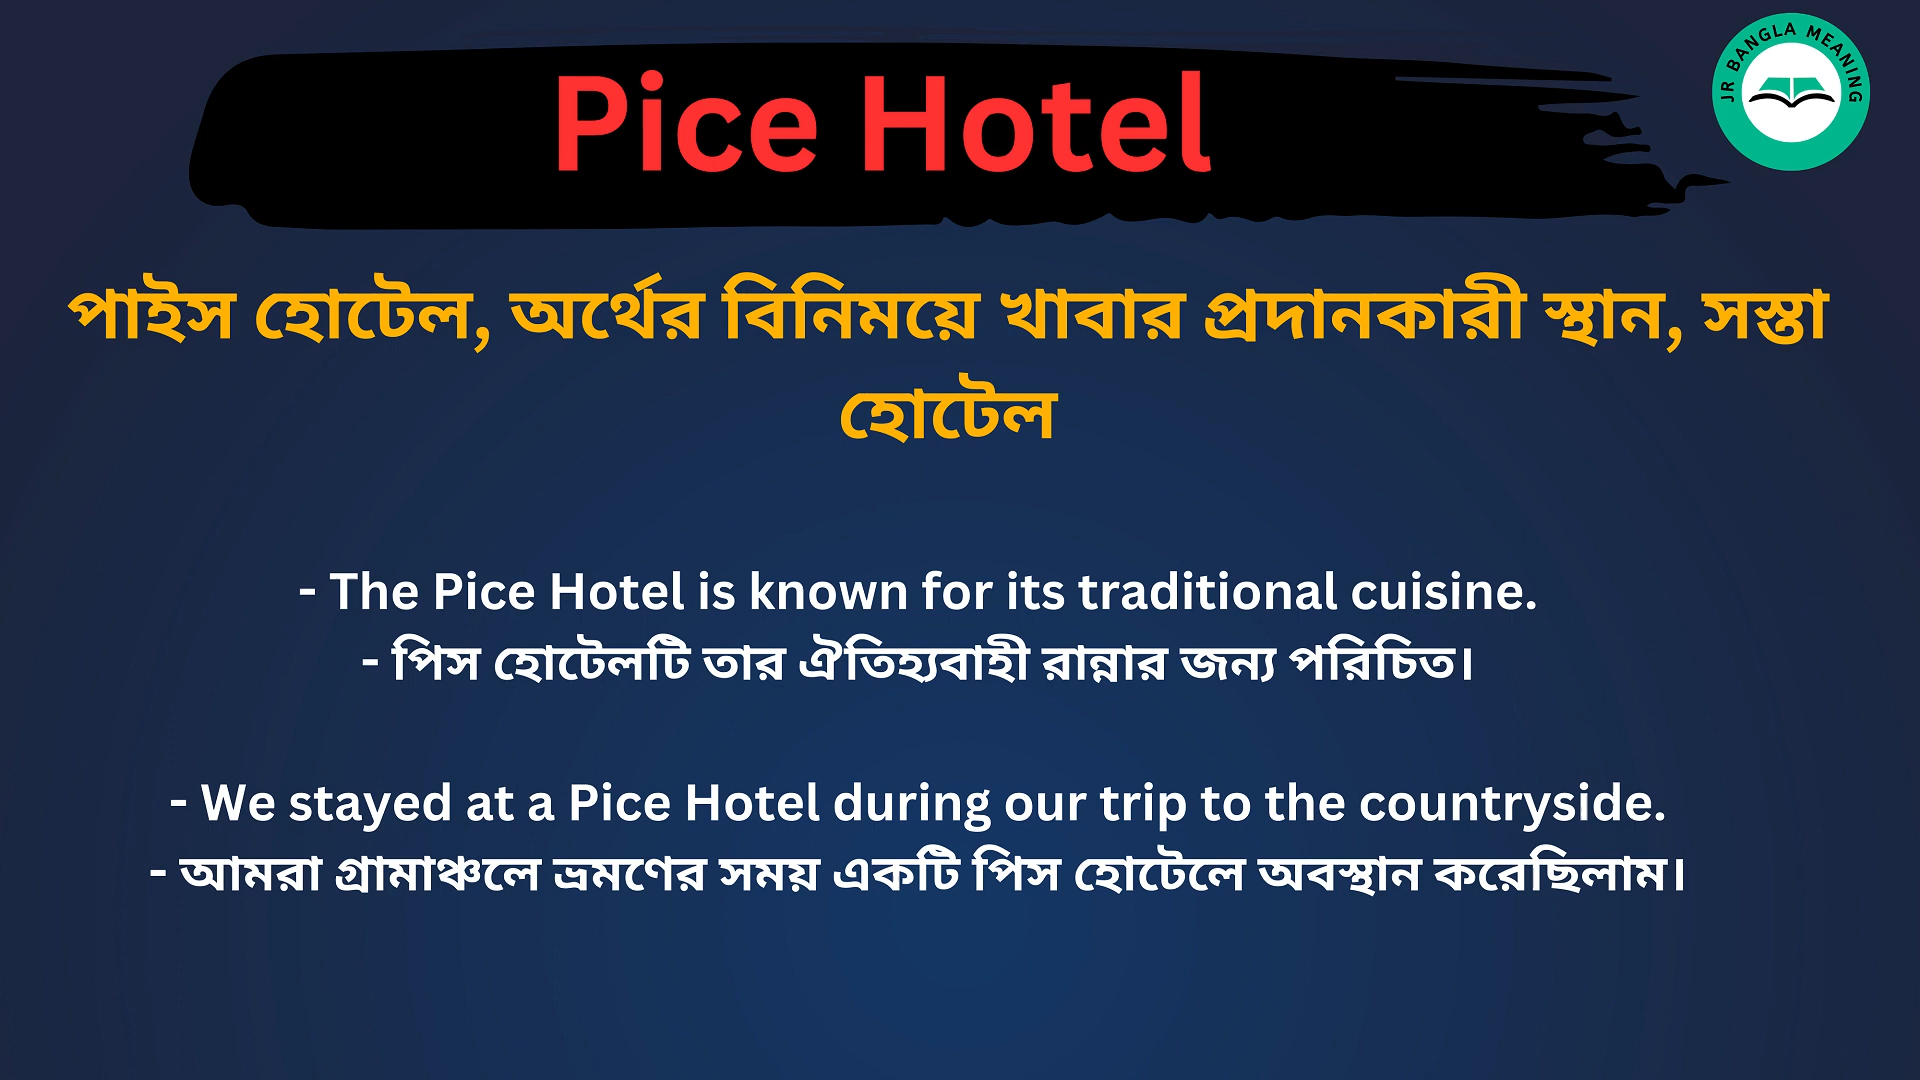 Pice Hotel
JR BANGLA MEANING
পাইস হোটেল, অর্থের বিনিময়ে খাবার প্রদানকারী স্থান, সস্তা
হোটেল
- The Pice Hotel is known for its traditional cuisine.
- পিস হোটেলটি তার ঐতিহ্যবাহী রান্নার জন্য পরিচিত।
- We stayed at a Pice Hotel during our trip to the countryside.
- আমরা গ্রামাঞ্চলে ভ্রমণের সময় একটি পিস হোটেলে অবস্থান করেছিলাম।